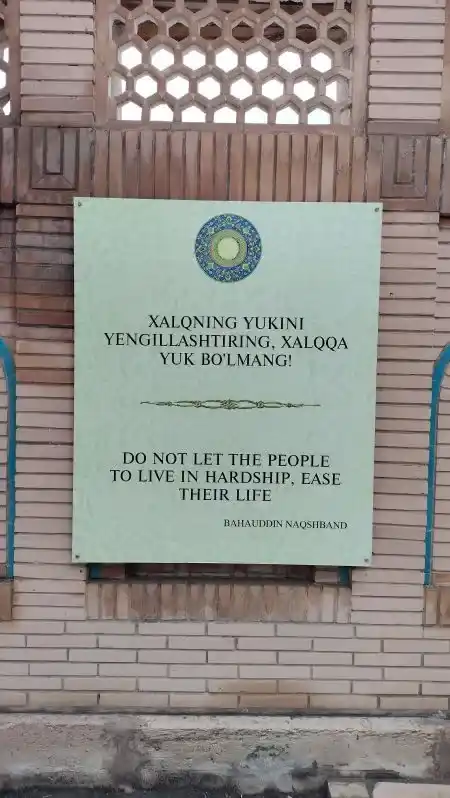 XALQNING YUKINI
YENGILLASHTIRING, XALQQA
YUK BO'LMANG!
DO NOT LET THE PEOPLE
TO LIVE IN HARDSHIP, EASE
THEIR LIFE
BAHAUDDIN NAQSHBAND